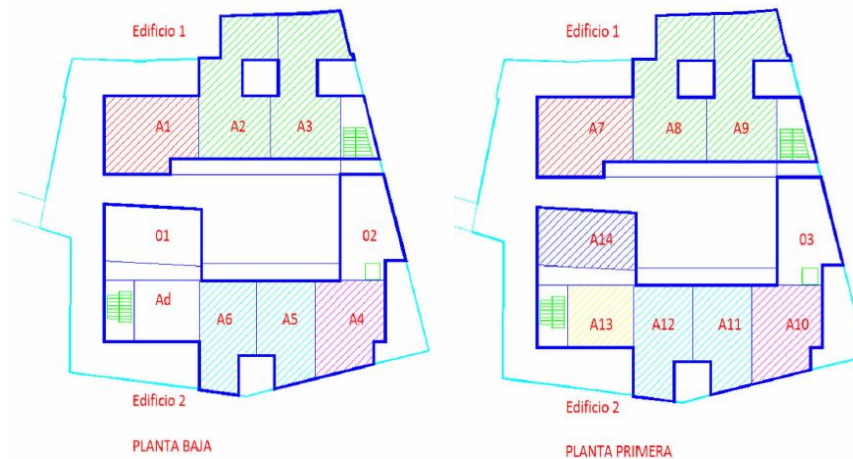 Edificio 1
A1
A2
A3
O1
O2
Ad
A6
A5
A4
Edificio 2
PLANTA BAJA
Edificio 1
A7
A8
A9
A14
O3
A13
A12
A11
A10
Edificio 2
PLANTA PRIMERA